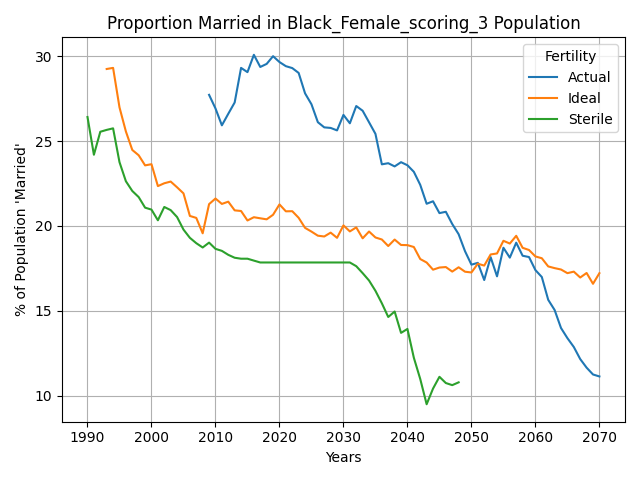 Proportion Married in Black_Female_scoring_3 Population
% of Population 'Married'
30
25
20
15
10
Fertility
Actual
Ideal
Sterile
1990 2000 2010 2020 2030 2040 2050 2060 2070
Years